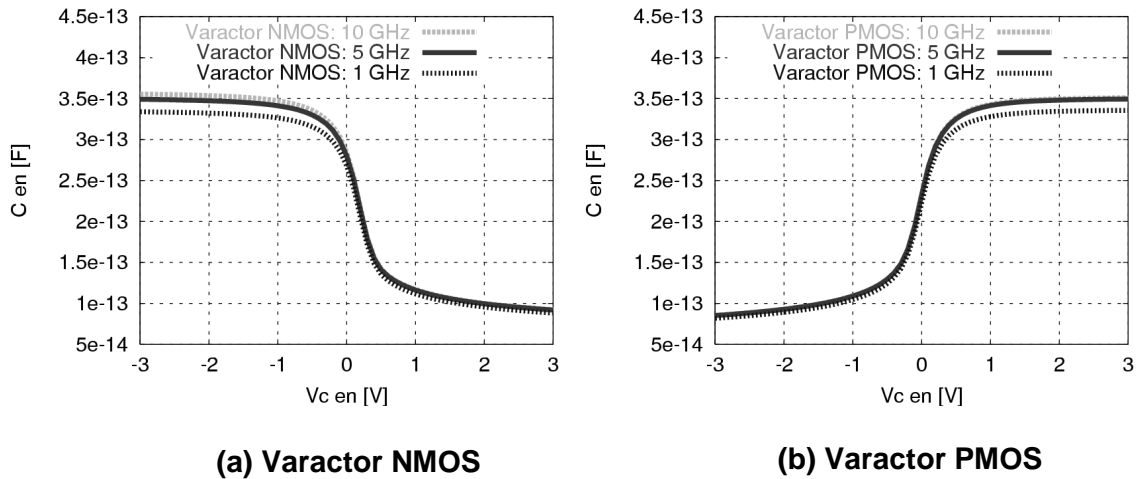 4.5e-13
4e-13
3.5e-13
3e-13
2.5e-13
2e-13
1.5e-13
1e-13
5e-14
C en [F]
Varactor NMOS: 10 GHz
Varactor NMOS: 5 GHz
Varactor NMOS: 1 GHz
-3 -2 -1 0 1 2 3
Vc en [V]
(a) Varactor NMOS
4.5e-13
4e-13
3.5e-13
3e-13
2.5e-13
2e-13
1.5e-13
1e-13
5e-14
C en [F]
Varactor PMOS: 10 GHz
Varactor PMOS: 5 GHz
Varactor PMOS: 1 GHz
-3 -2 -1 0 1 2 3
Vc en [V]
(b) Varactor PMOS